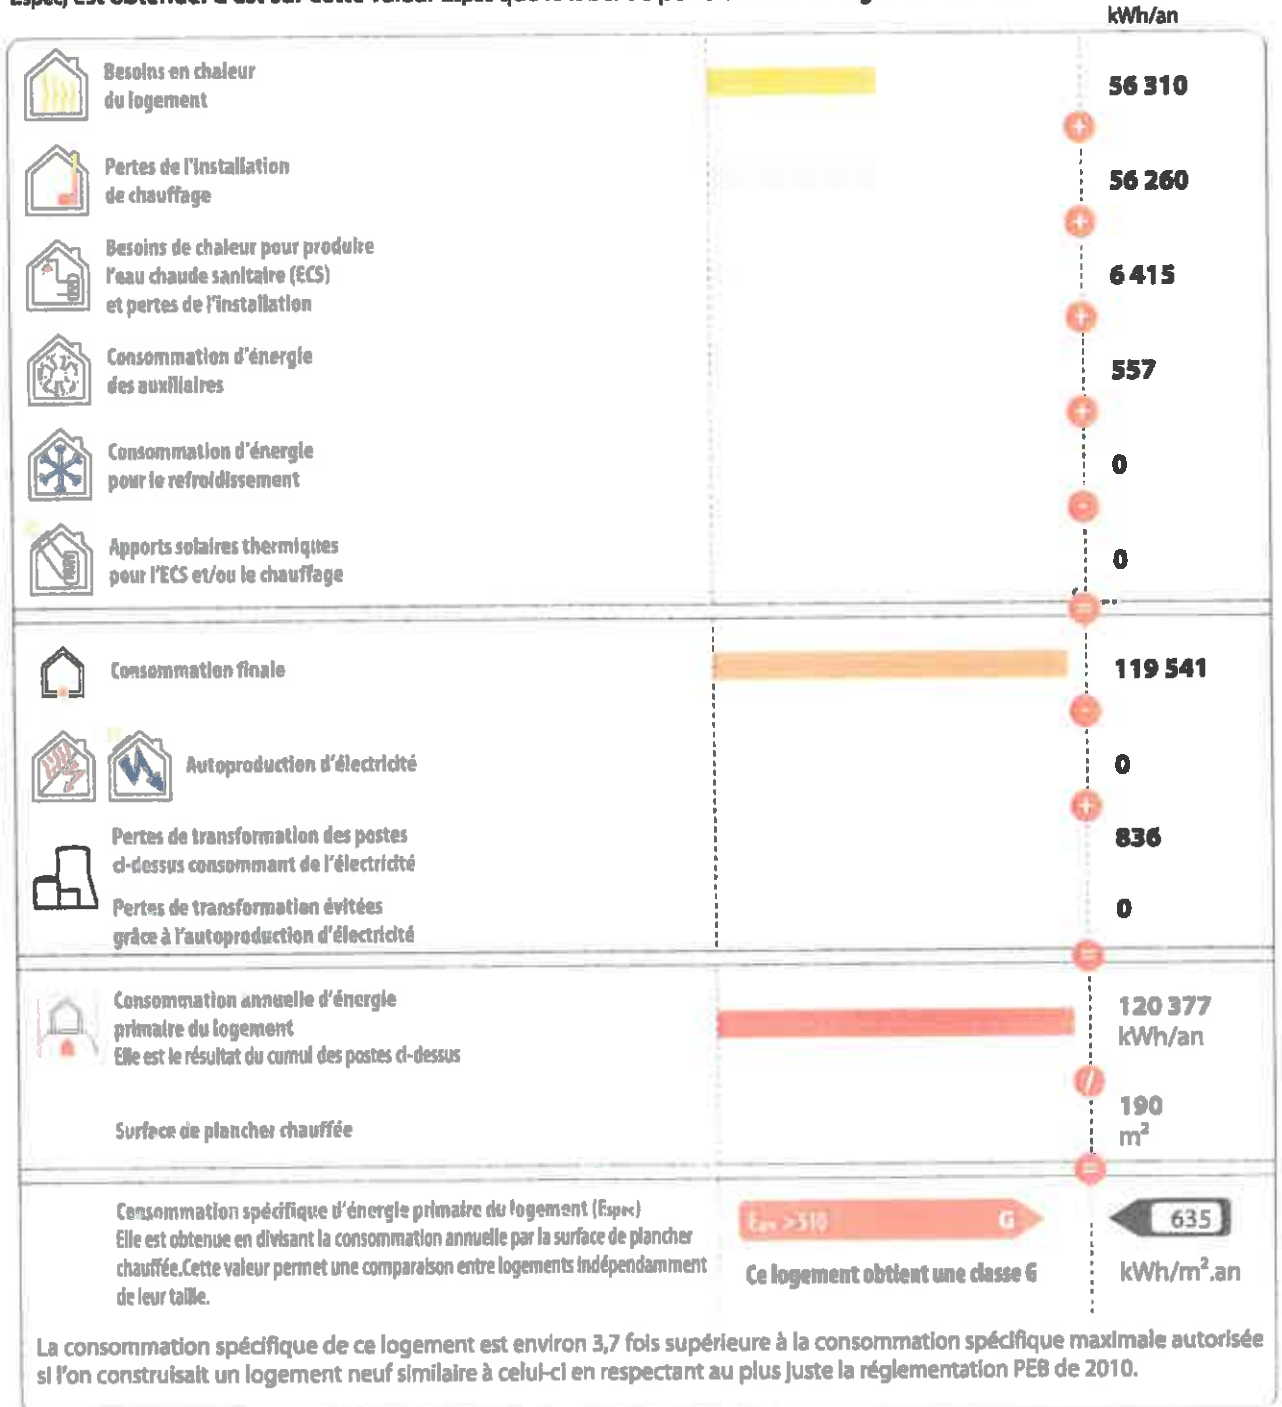 kWh/an
Besoins en chaleur
du logement
56 310
Pertes de l'installation
de chauffage
56 260
Besoins de chaleur pour produire
l'eau chaude sanitaire (ECS)
et pertes de l'installation
6 415
Consommation d'énergie
des auxiliaires
557
Consommation d'énergie
pour le refroidissement
0
Apports solaires thermiques
pour l'ECS et/ou le chauffage
0
Consommation finale
119 541
Autoproduction d'électricité
0
Pertes de transformation des postes
ci-dessus consommant de l'électricité
836
Pertes de transformation évitées
grâce à l'autoproduction d'électricité
0
Consommation annuelle d'énergie
primaire du logement
Elle est le résultat du cumul des postes ci-dessus
120 377
kWh/an
Surface de plancher chauffée
190
m²
Consommation spécifique d'énergie primaire du logement (Espec)
Elle est obtenue en divisant la consommation annuelle par la surface de plancher
chauffée.Cette valeur permet une comparaison entre logements indépendamment
de leur taille.
Espec >510 G
635
Ce logement obtient une classe G
kWh/m².an
La consommation spécifique de ce logement est environ 3,7 fois supérieure à la consommation spécifique maximale autorisée
si l'on construisait un logement neuf similaire à celui-ci en respectant au plus juste la réglementation PEB de 2010.